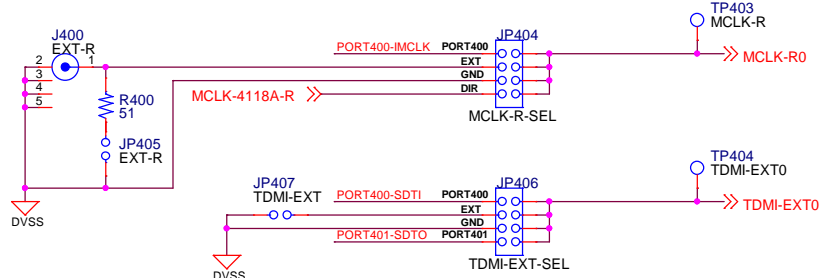 J400
EXT-R
2
1
3
4
5
R400
51
JP405
EXT-R
DVSS
PORT400-IMCLK
PORT400
EXT
GND
DIR
MCLK-4118A-R
JP404
MCLK-R-SEL
TP403
MCLK-R
MCLK-R0
JP407
TDMI-EXT
DVSS
PORT400-SDTI
PORT400
EXT
GND
PORT401-SDTO
PORT401
JP406
TDMI-EXT-SEL
TP404
TDMI-EXT0
TDMI-EXT0